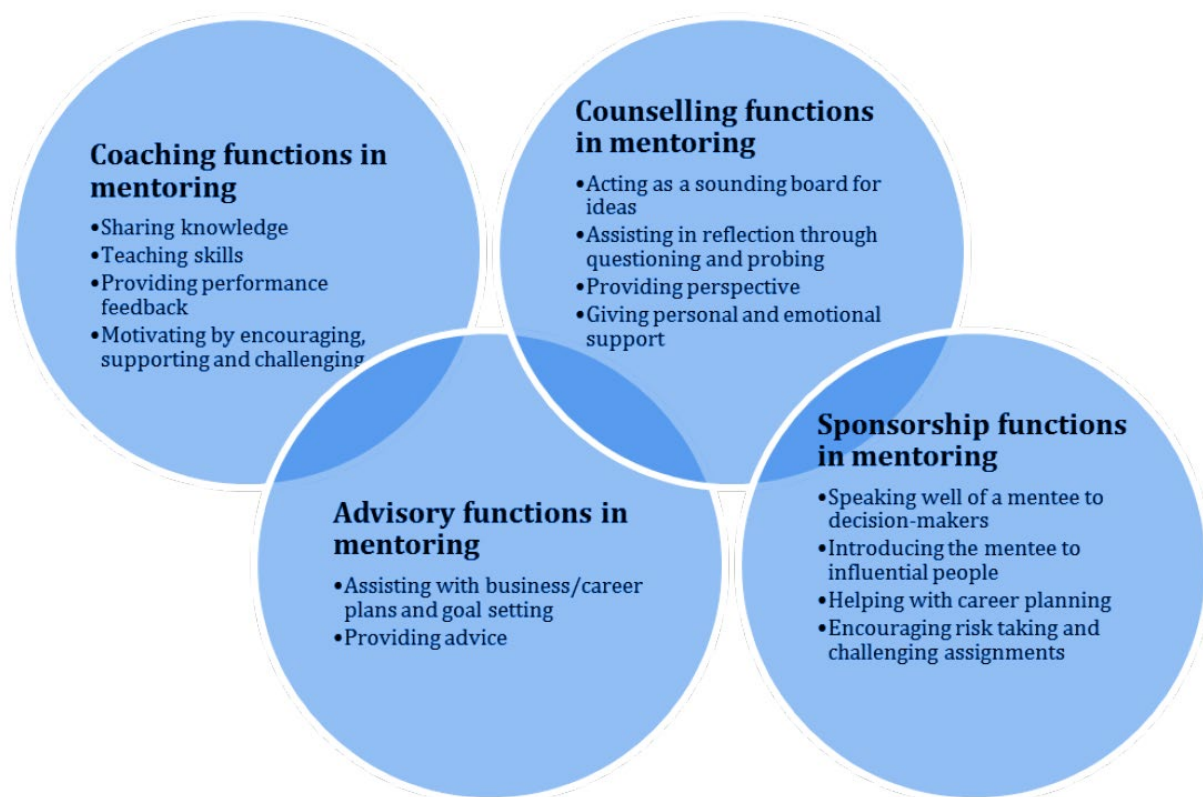 Coaching functions in
mentoring
•Sharing knowledge
•Teaching skills
•Providing performance
feedback
•Motivating by encouraging,
supporting and challenging
Counselling functions
in mentoring
•Acting as a sounding board for
ideas
•Assisting in reflection through
questioning and probing
•Providing perspective
•Giving personal and emotional
support
Advisory functions in
mentoring
•Assisting with business/career
plans and goal setting
•Providing advice
Sponsorship functions
in mentoring
•Speaking well of a mentee to
decision-makers
•Introducing the mentee to
influential people
•Helping with career planning
•Encouraging risk taking and
challenging assignments